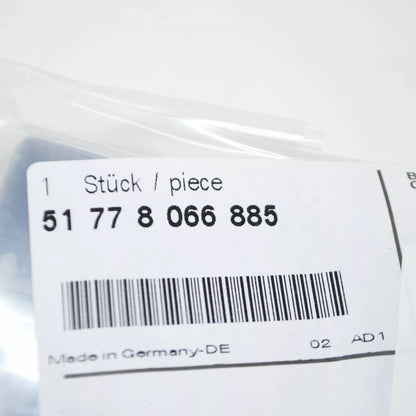 1 Stück / piece
51 77 8 066 885
Made in Germany-DE 02 AD1